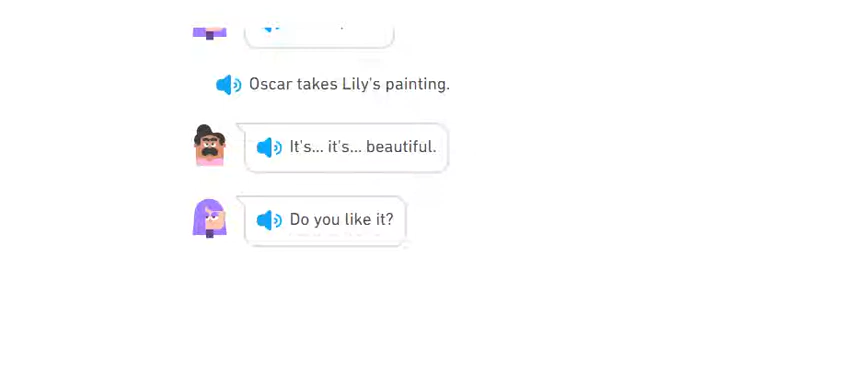 Oscar takes Lily's painting.
It's... it's... beautiful.
Do you like it?